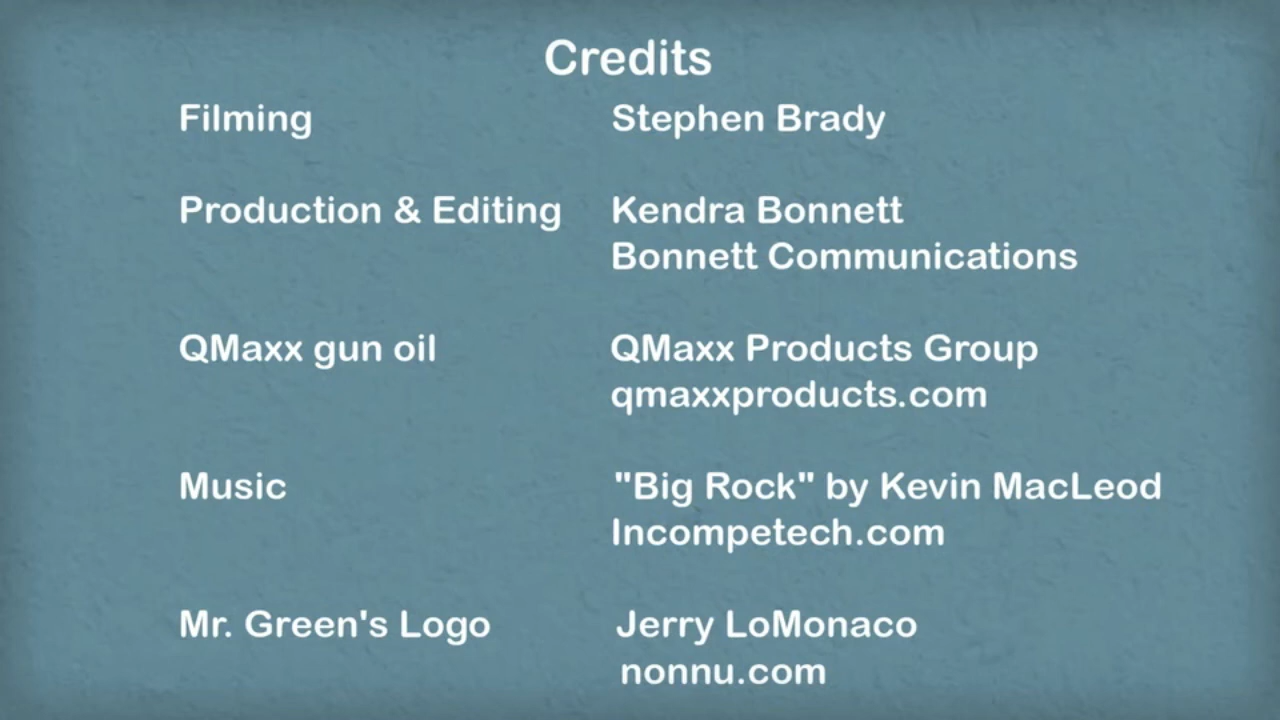 Credits
Filming Stephen Brady
Production & Editing Kendra Bonnett
Bonnett Communications
QMaxx gun oil QMaxx Products Group
qmaxxproducts.com
Music "Big Rock" by Kevin MacLeod
Incompetech.com
Mr. Green's Logo Jerry LoMonaco
nonnu.com